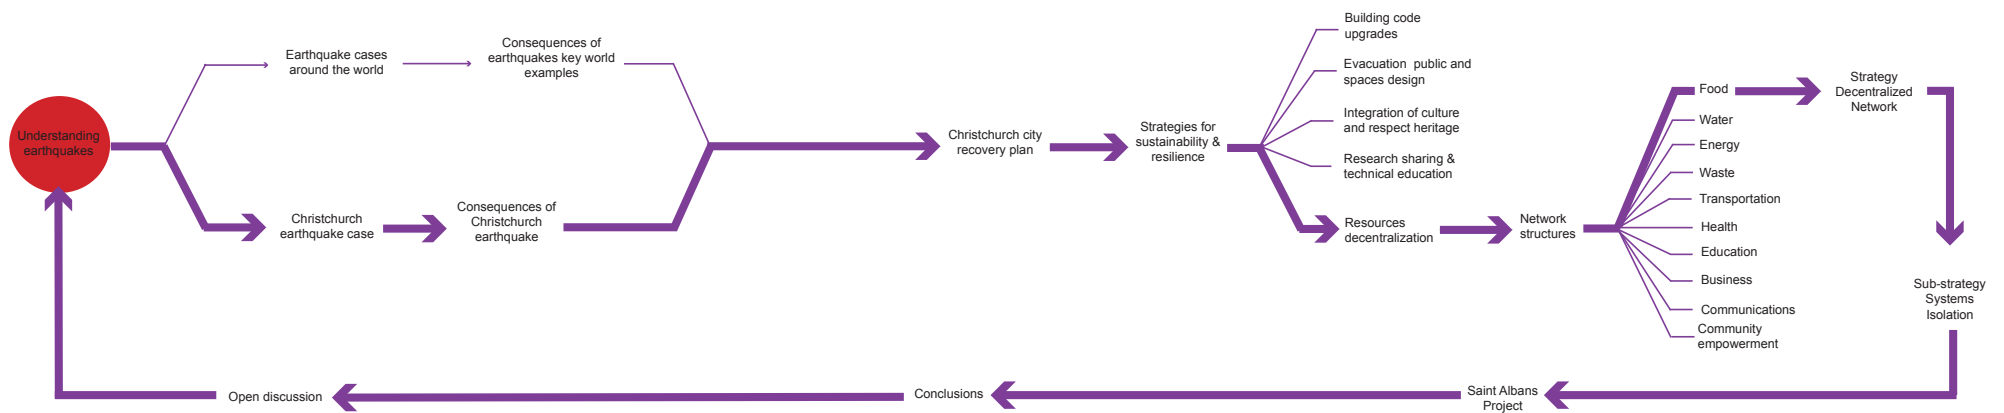 Understanding
earthquakes
Earthquake cases
around the world
Consequences of
earthquakes key world
examples
Christchurch
earthquake case
Consequences of
Christchurch
earthquake
Christchurch city
recovery plan
Strategies for
sustainability &
resilience
Building code
upgrades
Evacuation  public and
spaces design
Integration of culture
and respect heritage
Research sharing &
technical education
Resources
decentralization
Network
structures
Food
Water
Energy
Waste
Transportation
Health
Education
Business
Communications
Community
empowerment
Strategy
Decentralized
Network
Sub-strategy
Systems
Isolation
Saint Albans
Project
Conclusions
Open discussion